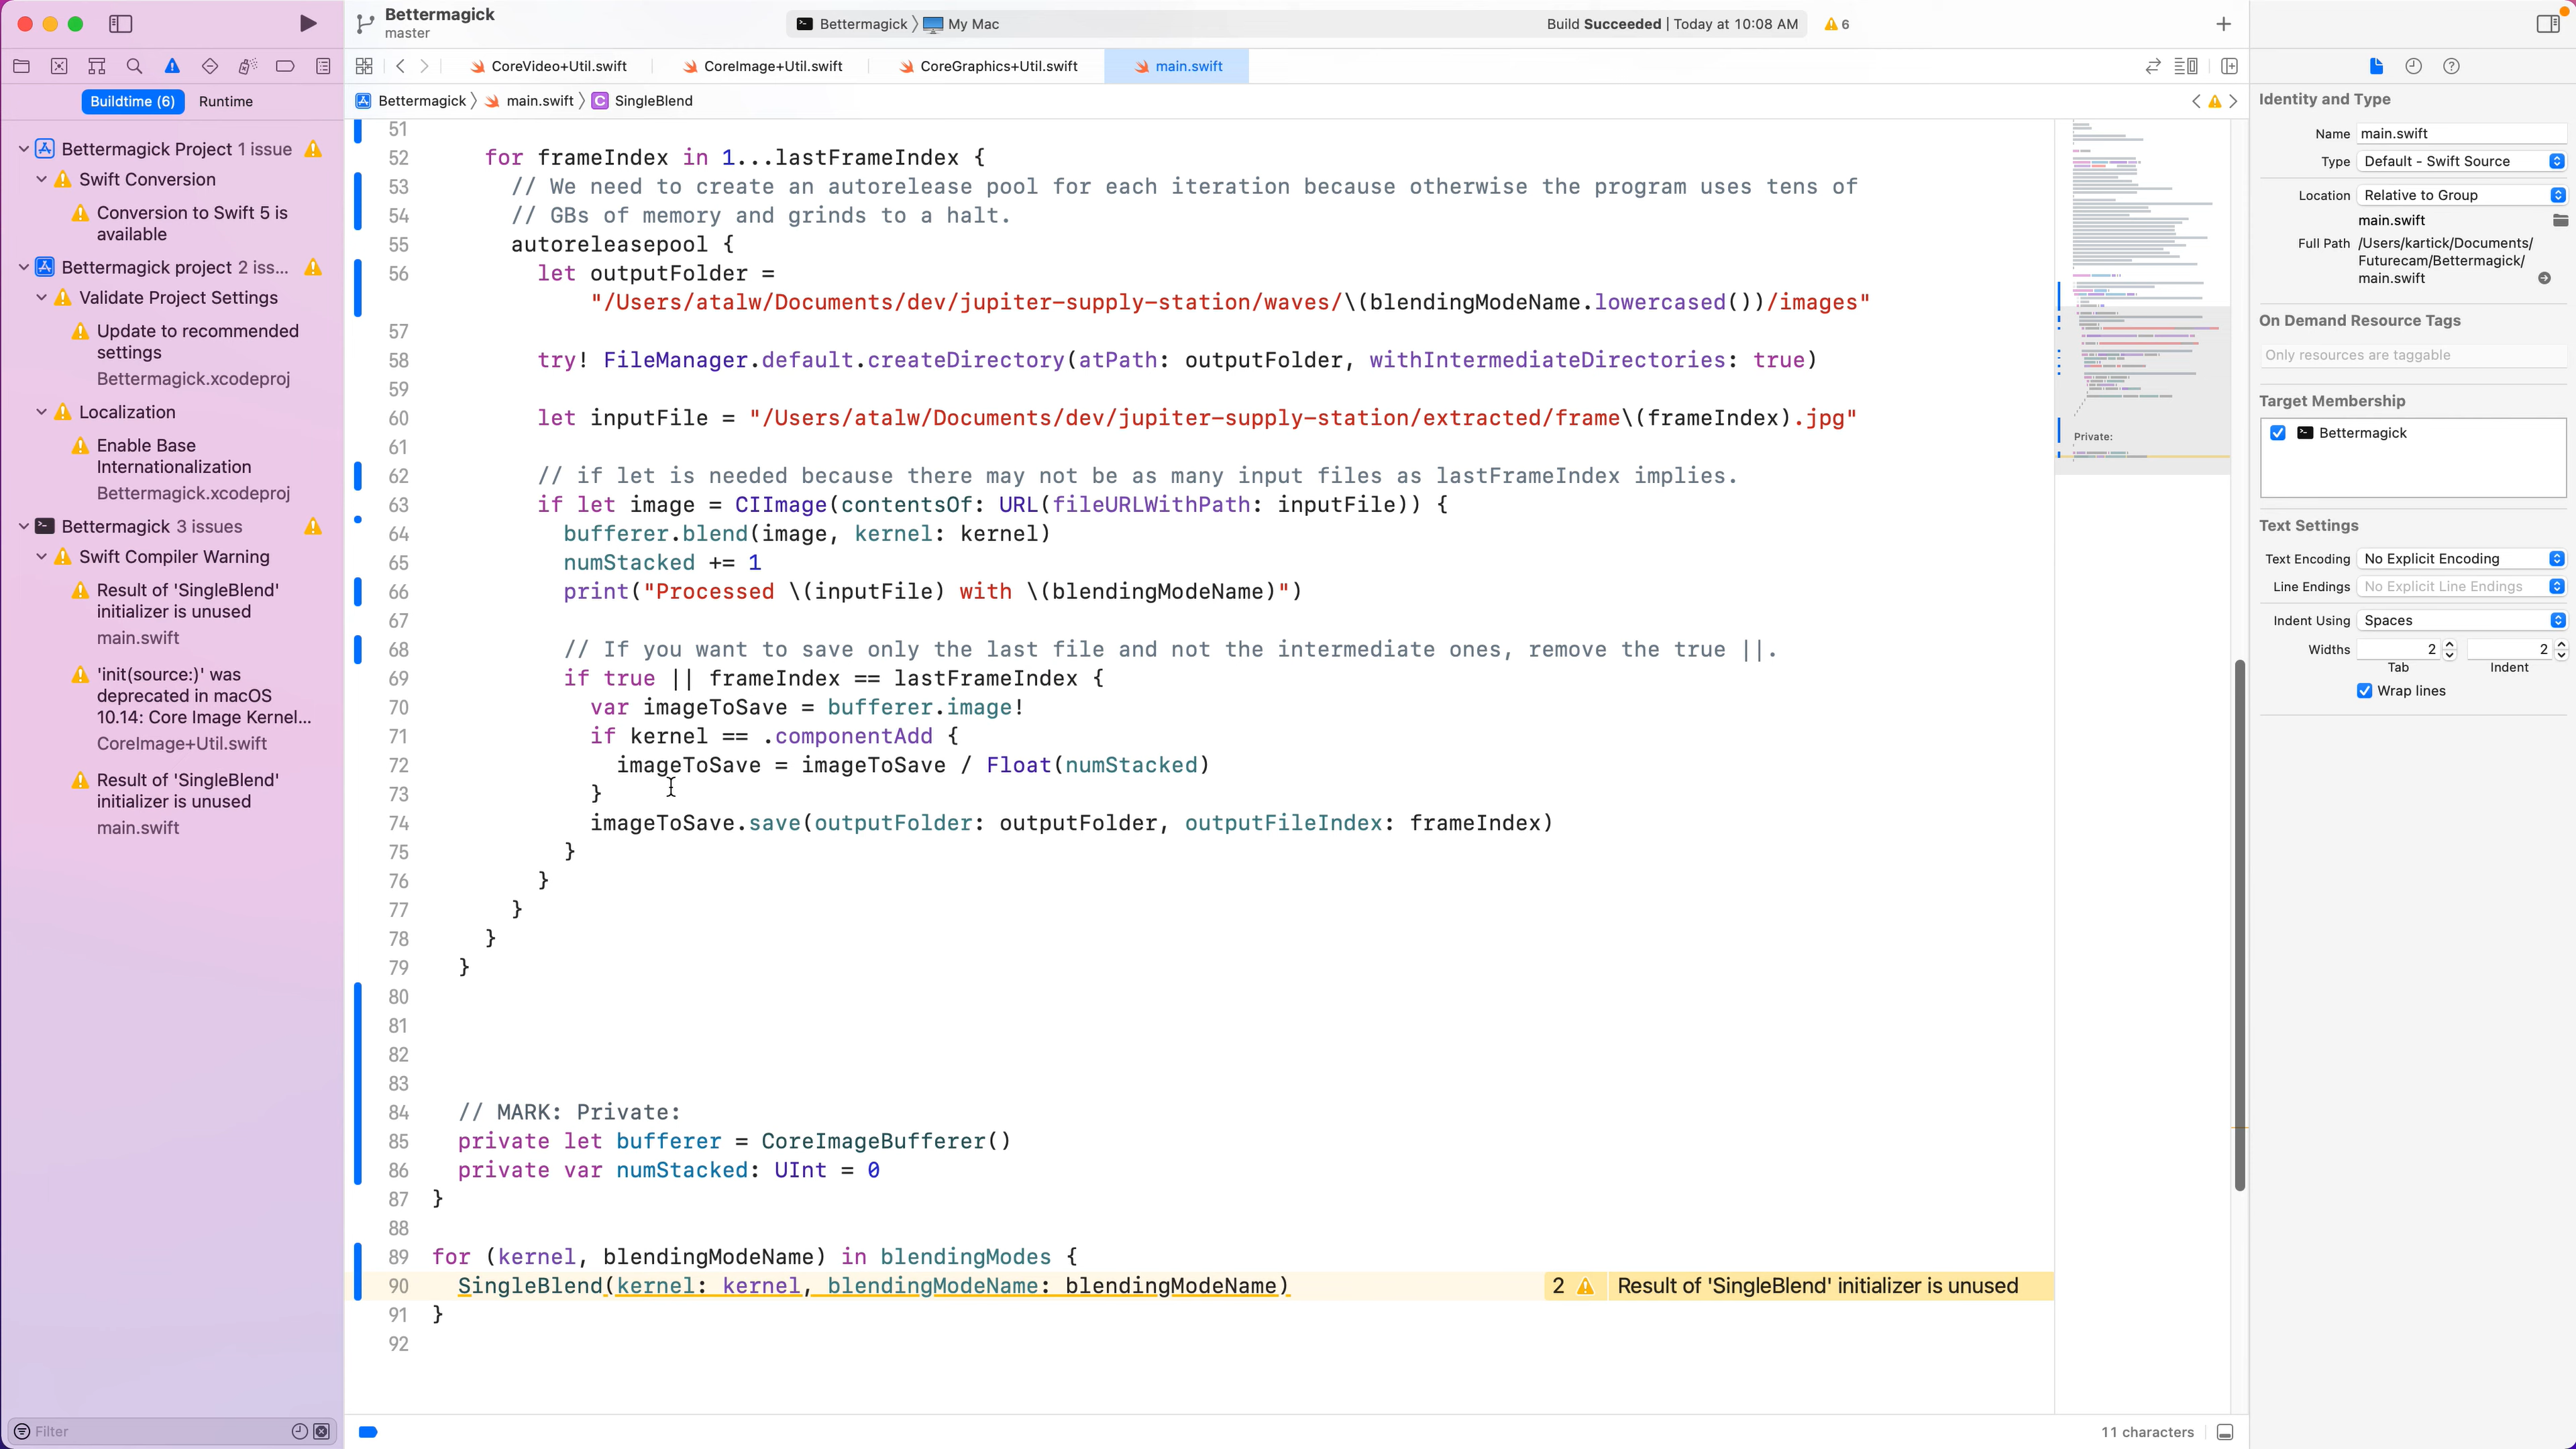 Bettermagick
master
Bettermagick 〉 My Mac
Build Succeeded | Today at 10:08 AM
6
CoreVideo+Util.swift
CoreImage+Util.swift
CoreGraphics+Util.swift
main.swift
Buildtime (6)
Runtime
Bettermagick 〉 main.swift 〉 C SingleBlend
Bettermagick Project 1 issue
Swift Conversion
Conversion to Swift 5 is
available
Bettermagick project 2 iss...
Validate Project Settings
Update to recommended
settings
Bettermagick.xcodeproj
Localization
Enable Base
Internationalization
Bettermagick.xcodeproj
Bettermagick 3 issues
Swift Compiler Warning
Result of 'SingleBlend'
initializer is unused
main.swift
'init(source:)' was
deprecated in macOS
10.14: Core Image Kernel...
CoreImage+Util.swift
Result of 'SingleBlend'
initializer is unused
main.swift
Filter
51
52 for frameIndex in 1...lastFrameIndex {
53 // We need to create an autorelease pool for each iteration because otherwise the program uses tens of
54 // GBs of memory and grinds to a halt.
55 autoreleasepool {
56 let outputFolder =
"/Users/atalw/Documents/dev/jupiter-supply-station/waves/\(blendingModeName.lowercased())/images"
57
58 try! FileManager.default.createDirectory(atPath: outputFolder, withIntermediateDirectories: true)
59
60 let inputFile = "/Users/atalw/Documents/dev/jupiter-supply-station/extracted/frame\(frameIndex).jpg"
61
62 // if let is needed because there may not be as many input files as lastFrameIndex implies.
63 if let image = CIImage(contentsOf: URL(fileURLWithPath: inputFile)) {
64 bufferer.blend(image, kernel: kernel)
65 numStacked += 1
66 print("Processed \(inputFile) with \(blendingModeName)")
67
68 // If you want to save only the last file and not the intermediate ones, remove the true ||.
69 if true || frameIndex == lastFrameIndex {
70 var imageToSave = bufferer.image!
71 if kernel == .componentAdd {
72 imageToSave = imageToSave / Float(numStacked)
73 }
74 imageToSave.save(outputFolder: outputFolder, outputFileIndex: frameIndex)
75 }
76 }
77 }
78 }
79 }
80
81
82
83
84 // MARK: Private:
85 private let bufferer = CoreImageBufferer()
86 private var numStacked: UInt = 0
87 }
88
89 for (kernel, blendingModeName) in blendingModes {
90 SingleBlend(kernel: kernel, blendingModeName: blendingModeName)
2 Result of 'SingleBlend' initializer is unused
91 }
92
Private:
11 characters
Identity and Type
Name main.swift
Type Default - Swift Source
Location Relative to Group
main.swift
Full Path /Users/kartick/Documents/
Futurecam/Bettermagick/
main.swift
On Demand Resource Tags
Only resources are taggable
Target Membership
Bettermagick
Text Settings
Text Encoding No Explicit Encoding
Line Endings No Explicit Line Endings
Indent Using Spaces
Widths 2 2
Tab Indent
Wrap lines